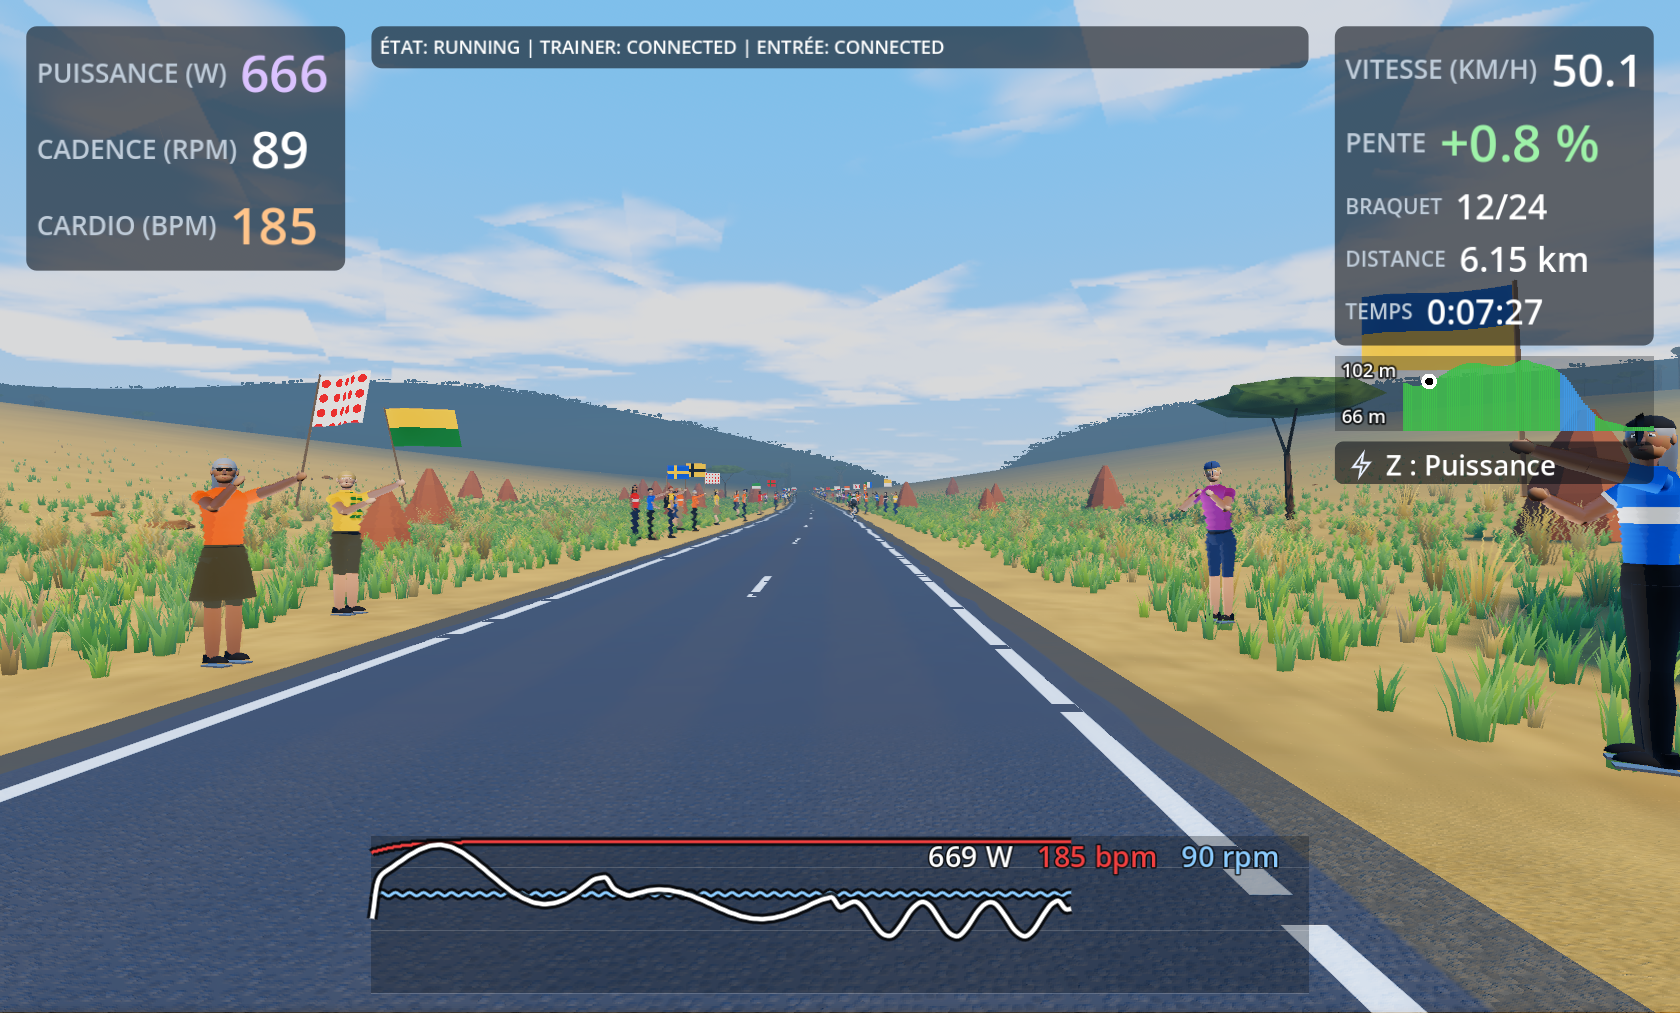 PUISSANCE (W) 666
CADENCE (RPM) 89
CARDIO (BPM) 185
ÉTAT: RUNNING | TRAINER: CONNECTED | ENTRÉE: CONNECTED
VITESSE (KM/H) 50.1
PENTE +0.8 %
BRAQUET 12/24
DISTANCE 6.15 km
TEMPS 0:07:27
102 m
66 m
Z : Puissance
669 W 185 bpm 90 rpm